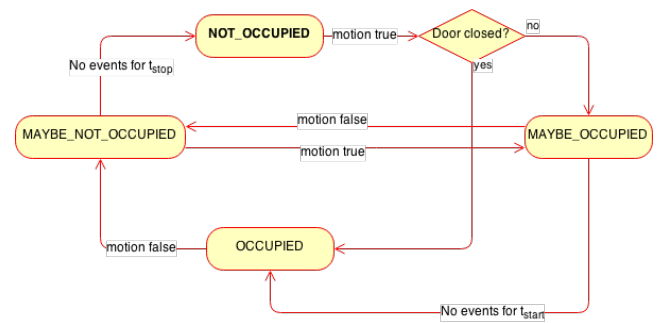 NOT_OCCUPIED
motion true
Door closed?
no
yes
No events for tstop
MAYBE_NOT_OCCUPIED
motion false
motion true
MAYBE_OCCUPIED
motion false
OCCUPIED
No events for tstart